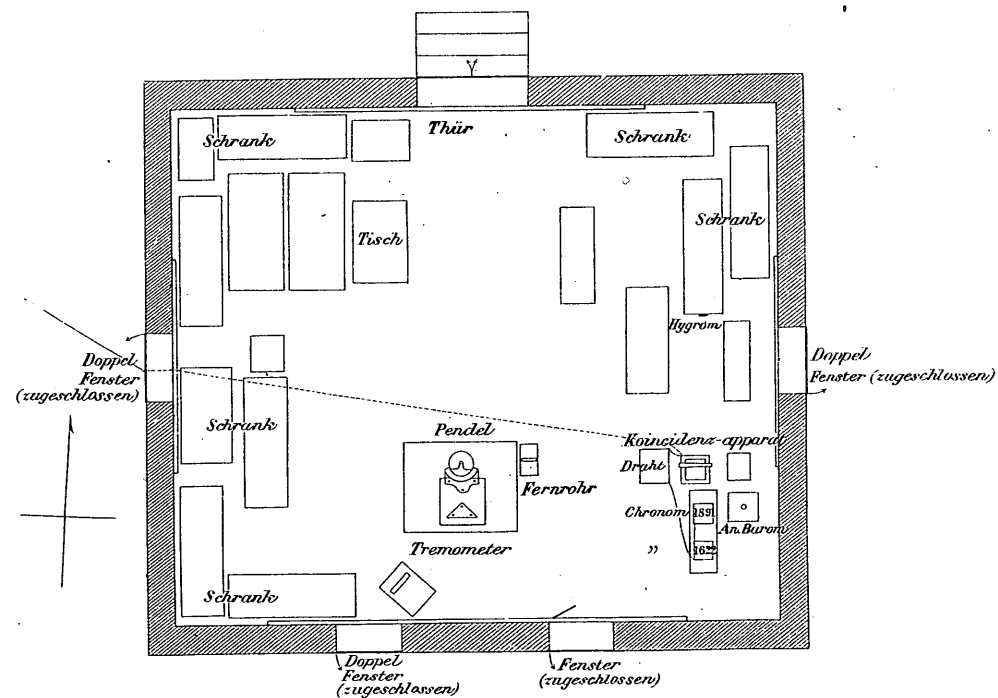 Thür
Schrank
Schrank
Tisch
Schrank
Hygrom
Doppel
Fenster
(zugeschlossen)
Doppel
Fenster (zugeschlossen)
Schrank
Pendel
Koincidenz-apparat
Draht
Fernrohr
Chronom
1891
An. Barom
Tremometer
"
1622
Schrank
Doppel
Fenster
(zugeschlossen)
Fenster
(zugeschlossen)